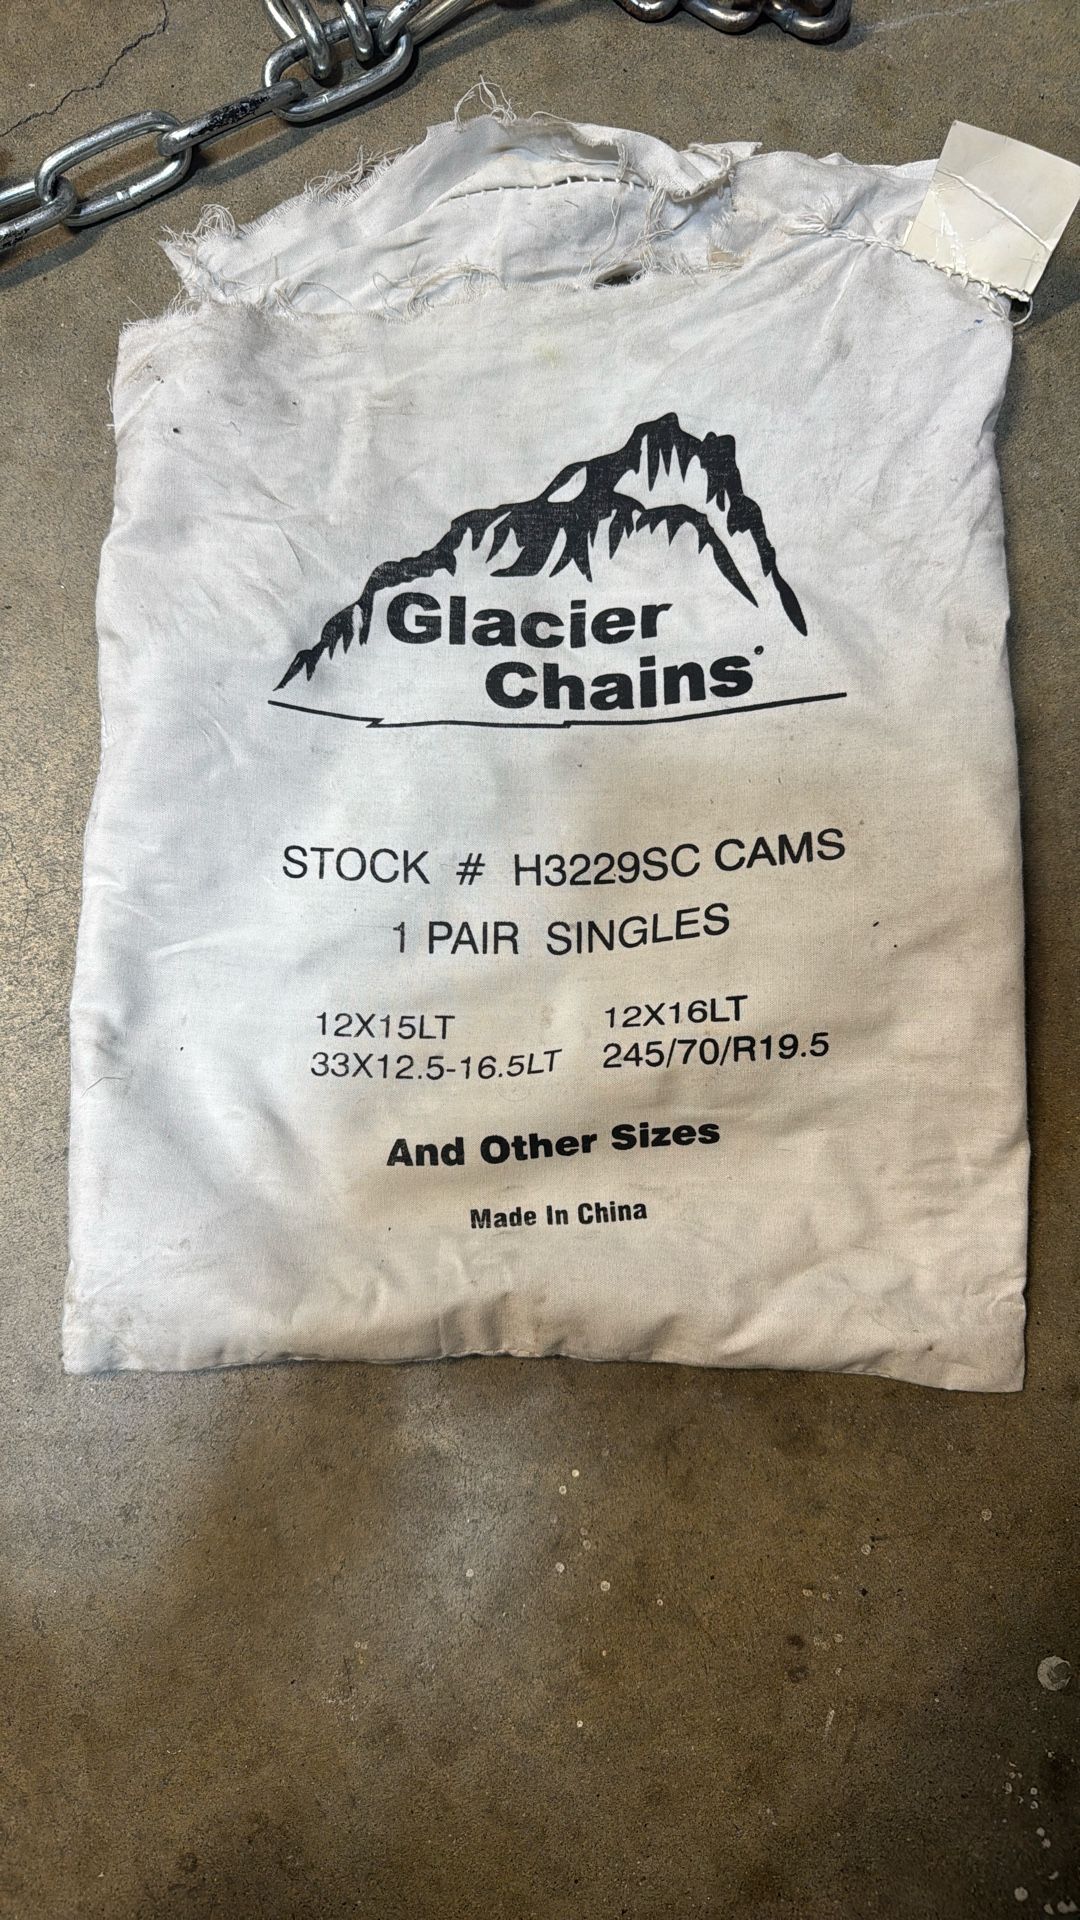 Glacier
Chains
STOCK # H3229SC CAMS
1 PAIR SINGLES
12X15LT 12X16LT
33X12.5-16.5LT 245/70/R19.5
And Other Sizes
Made In China